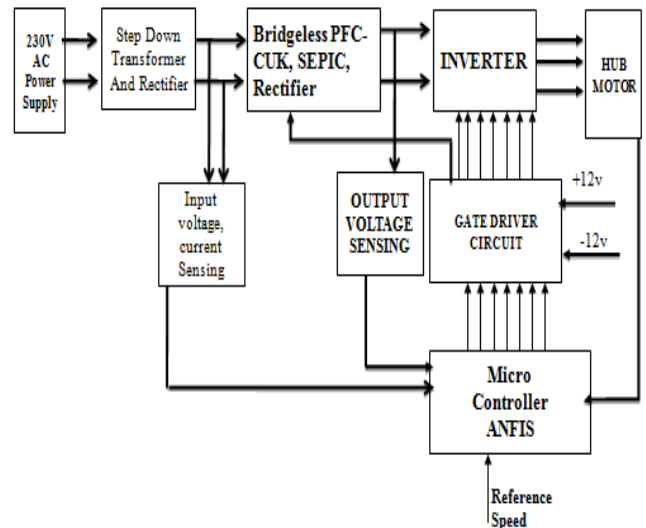 230V
AC
Power
Supply
Step Down
Transformer
And Rectifier
Bridgeless PFC-
CUK, SEPIC,
Rectifier
INVERTER
HUB
MOTOR
Input
voltage,
current
Sensing
OUTPUT
VOLTAGE
SENSING
GATE DRIVER
CIRCUIT
+12v
-12v
Micro
Controller
ANFIS
Reference
Speed